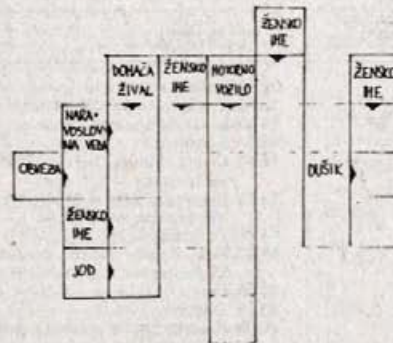 ŽENSKO
IME
DOMAČA
ŽIVAL
ŽENSKO
IME
MOTORNO
VOZILO
ŽENSKO
IME
NARA-
VOSLOV
NA VEDA
OBVEZA
DUŠIK
ŽENSKO
IME
JOD